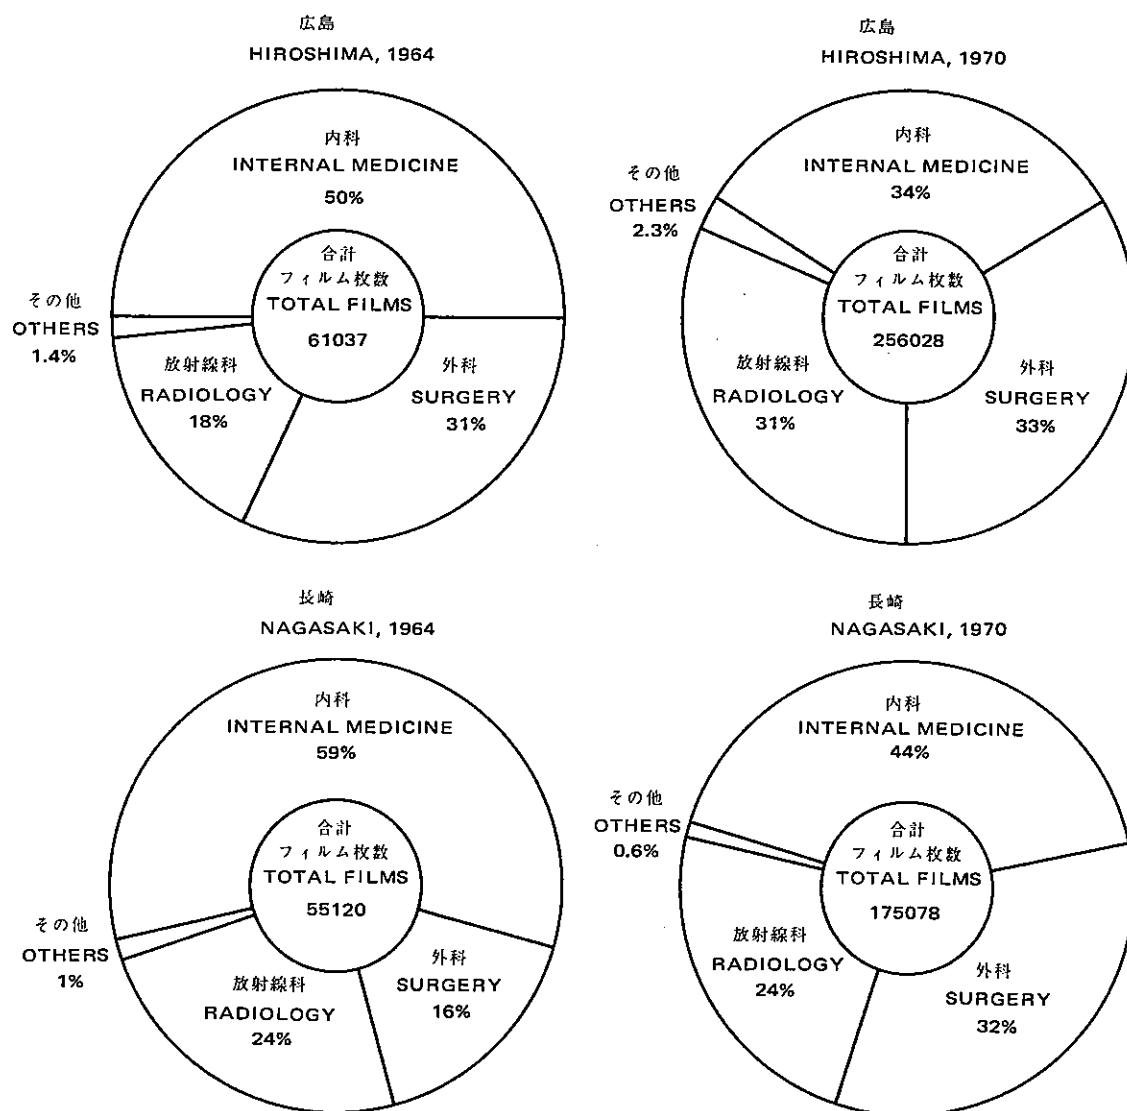 広島
HIROSHIMA, 1964
内科
INTERNAL MEDICINE
50%
合計
フィルム枚数
TOTAL FILMS
61037
その他
OTHERS
1.4%
放射線科
RADIOLOGY
18%
外科
SURGERY
31%
広島
HIROSHIMA, 1970
内科
INTERNAL MEDICINE
34%
その他
OTHERS
2.3%
合計
フィルム枚数
TOTAL FILMS
256028
放射線科
RADIOLOGY
31%
外科
SURGERY
33%
長崎
NAGASAKI, 1964
内科
INTERNAL MEDICINE
59%
合計
フィルム枚数
TOTAL FILMS
55120
その他
OTHERS
1%
放射線科
RADIOLOGY
24%
外科
SURGERY
16%
長崎
NAGASAKI, 1970
内科
INTERNAL MEDICINE
44%
その他
OTHERS
0.6%
合計
フィルム枚数
TOTAL FILMS
175078
放射線科
RADIOLOGY
24%
外科
SURGERY
32%